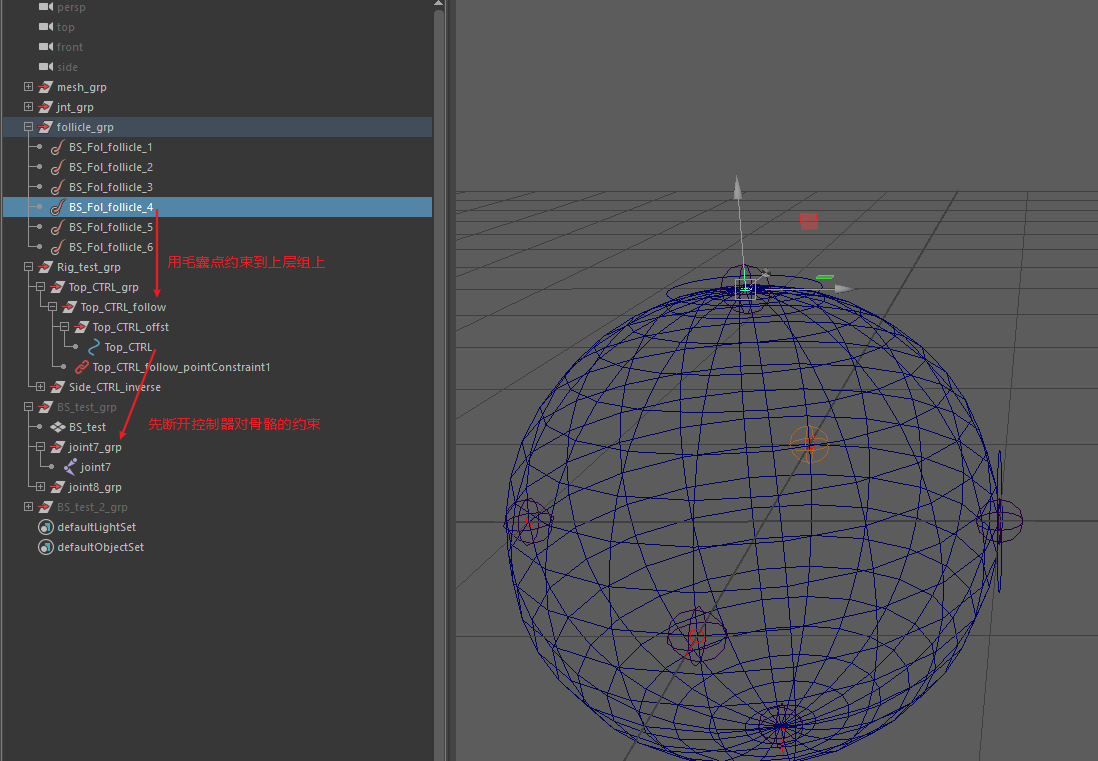 persp
top
front
side
mesh_grp
jnt_grp
follicle_grp
BS_Fol_follicle_1
BS_Fol_follicle_2
BS_Fol_follicle_3
BS_Fol_follicle_4
BS_Fol_follicle_5
BS_Fol_follicle_6
用毛囊点约束到上层组上
Rig_test_grp
Top_CTRL_grp
Top_CTRL_follow
Top_CTRL_offst
Top_CTRL
Top_CTRL_follow_pointConstraint1
Side_CTRL_inverse
BS_test_grp
先断开控制器对骨骼的约束
BS_test
joint7_grp
joint7
joint8_grp
BS_test_2_grp
defaultLightSet
defaultObjectSet